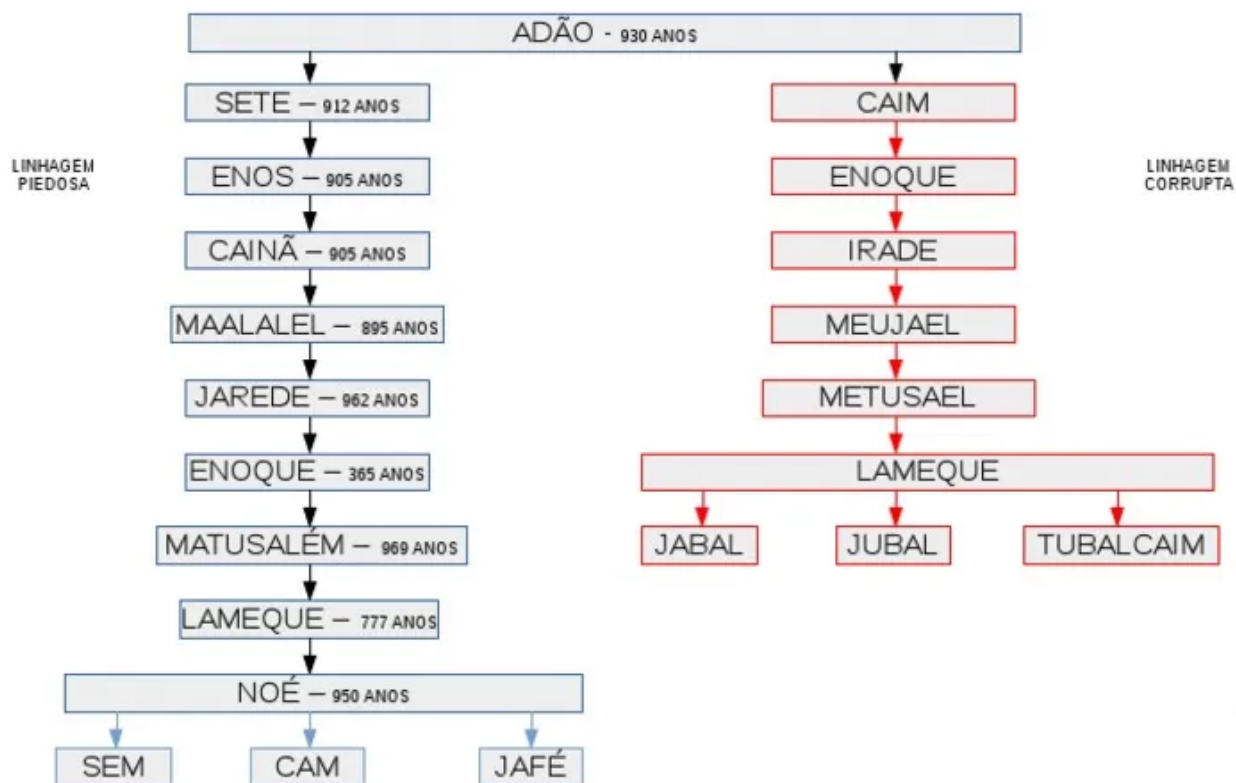 ADÃO - 930 ANOS
SETE – 912 ANOS
CAIM
LINHAGEM
PIEDOSA
ENOS – 905 ANOS
ENOQUE
LINHAGEM
CORRUPTA
CAINÃ – 905 ANOS
IRADE
MAALALEL – 895 ANOS
MEUJAEL
JAREDE – 962 ANOS
METUSAEL
ENOQUE – 365 ANOS
LAMEQUE
MATUSALÉM – 969 ANOS
JABAL
JUBAL
TUBALCAIM
LAMEQUE – 777 ANOS
NOÉ – 950 ANOS
SEM
CAM
JAFÉ